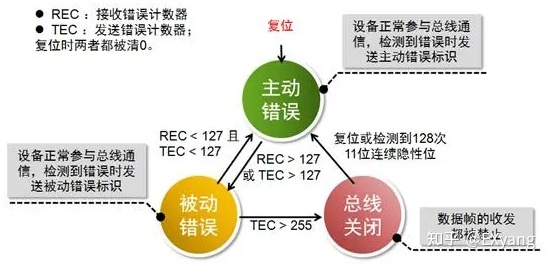 ● REC：接收错误计数器
● TEC：发送错误计数器；
复位时两者都被清0。
复位
设备正常参与总线通
信，检测到错误时发
送主动错误标识
主动
错误
REC < 127 且
TEC < 127
REC > 127
或 TEC > 127
复位或检测到128次
11位连续隐性位
设备正常参与总线通
信，检测到错误时发
送被动错误标识
被动
错误
TEC > 255
总线
关闭
数据帧的收发
都被禁止